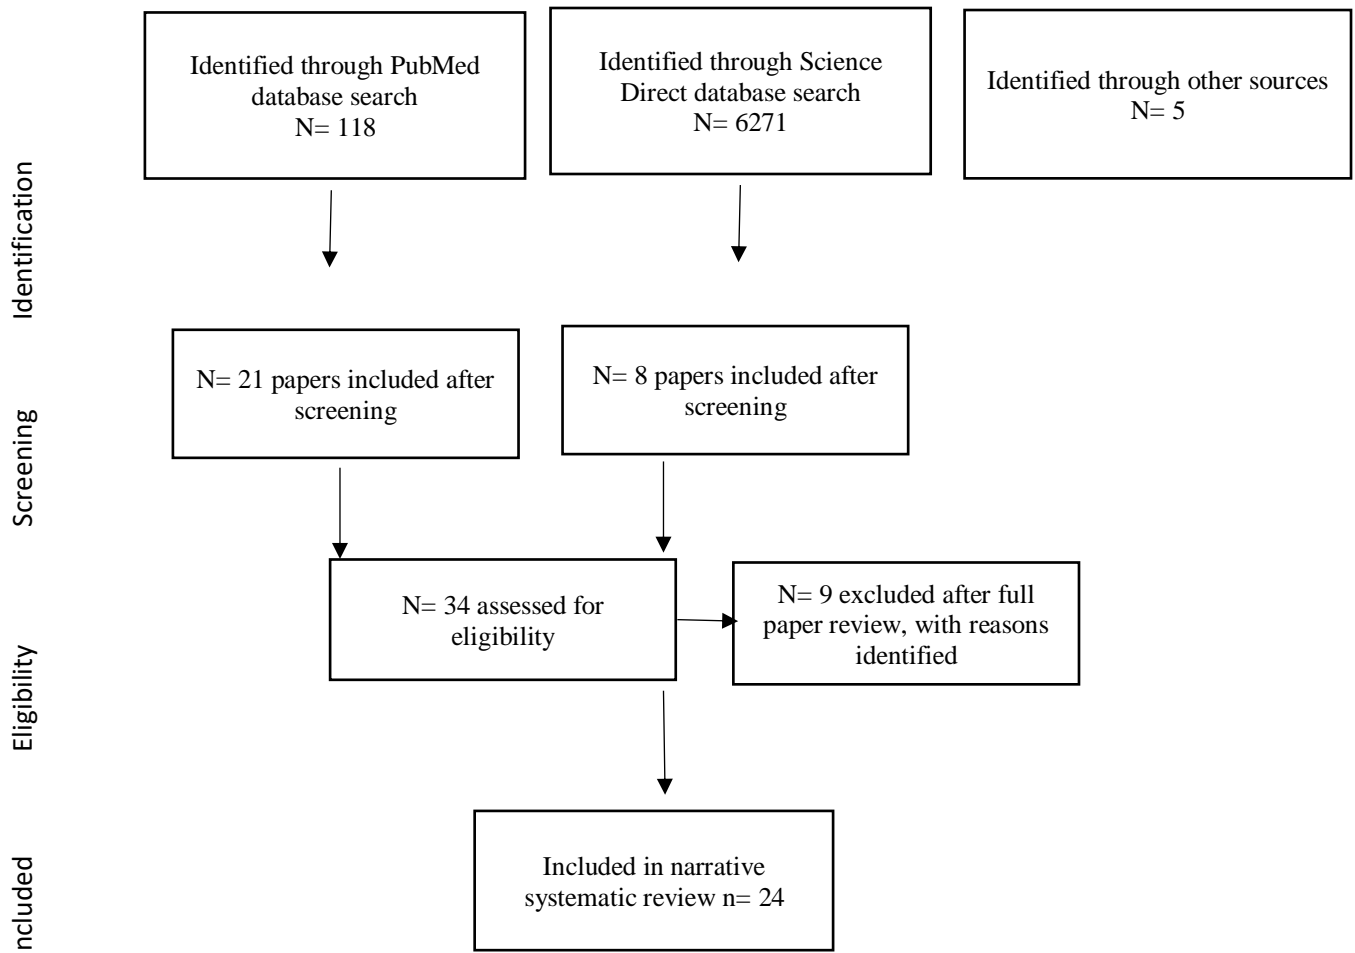 Identified through PubMed
database search
N= 118
Identified through Science
Direct database search
N= 6271
Identified through other sources
N= 5
Identification
N= 21 papers included after
screening
N= 8 papers included after
screening
Screening
N= 34 assessed for
eligibility
N= 9 excluded after full
paper review, with reasons
identified
Eligibility
Included in narrative
systematic review n= 24
ncluded